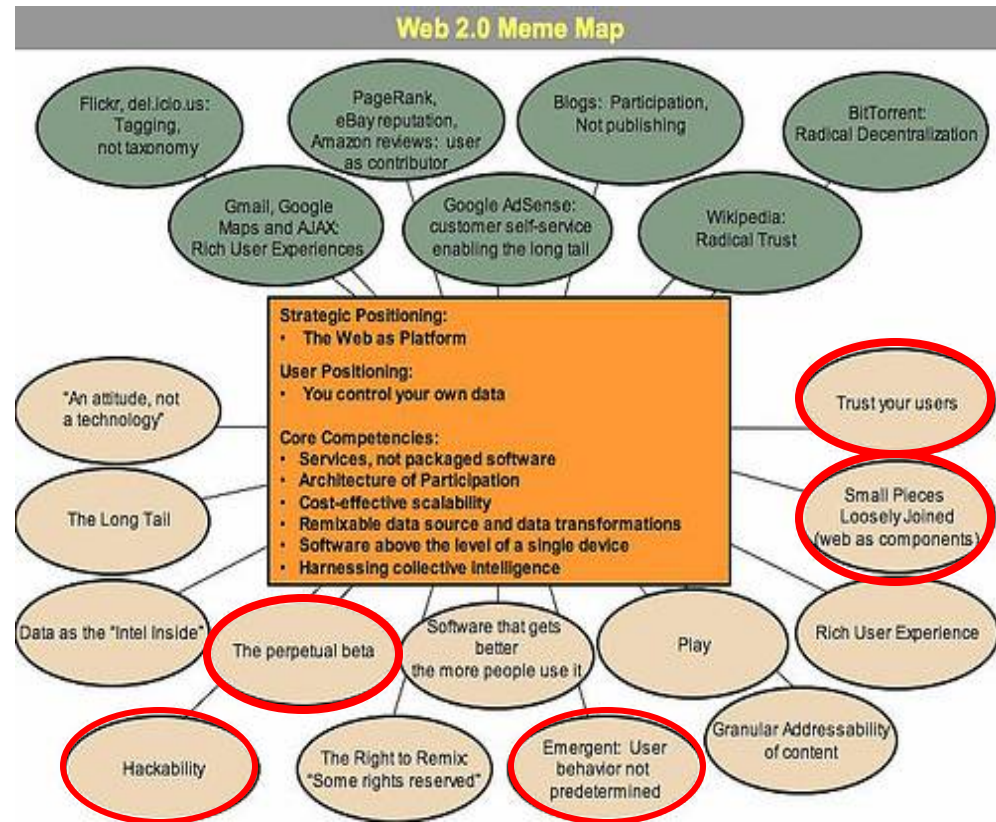 Web 2.0 Meme Map
Flickr, del.icio.us:
Tagging,
not taxonomy
PageRank,
eBay reputation,
Amazon reviews: user
as contributor
Blogs: Participation,
Not publishing
BitTorrent:
Radical Decentralization
Gmail, Google
Maps and AJAX:
Rich User Experiences
Google AdSense:
customer self-service
enabling the long tail
Wikipedia:
Radical Trust
Strategic Positioning:
• The Web as Platform
User Positioning:
• You control your own data
Core Competencies:
• Services, not packaged software
• Architecture of Participation
• Cost-effective scalability
• Remixable data source and data transformations
• Software above the level of a single device
• Harnessing collective intelligence
"An attitude, not
a technology"
Trust your users
The Long Tail
Small Pieces
Loosely Joined
(web as components)
Data as the "Intel Inside"
The perpetual beta
Software that gets
better
the more people use it
Play
Rich User Experience
Hackability
The Right to Remix:
"Some rights reserved"
Emergent: User
behavior not
predetermined
Granular Addressability
of content